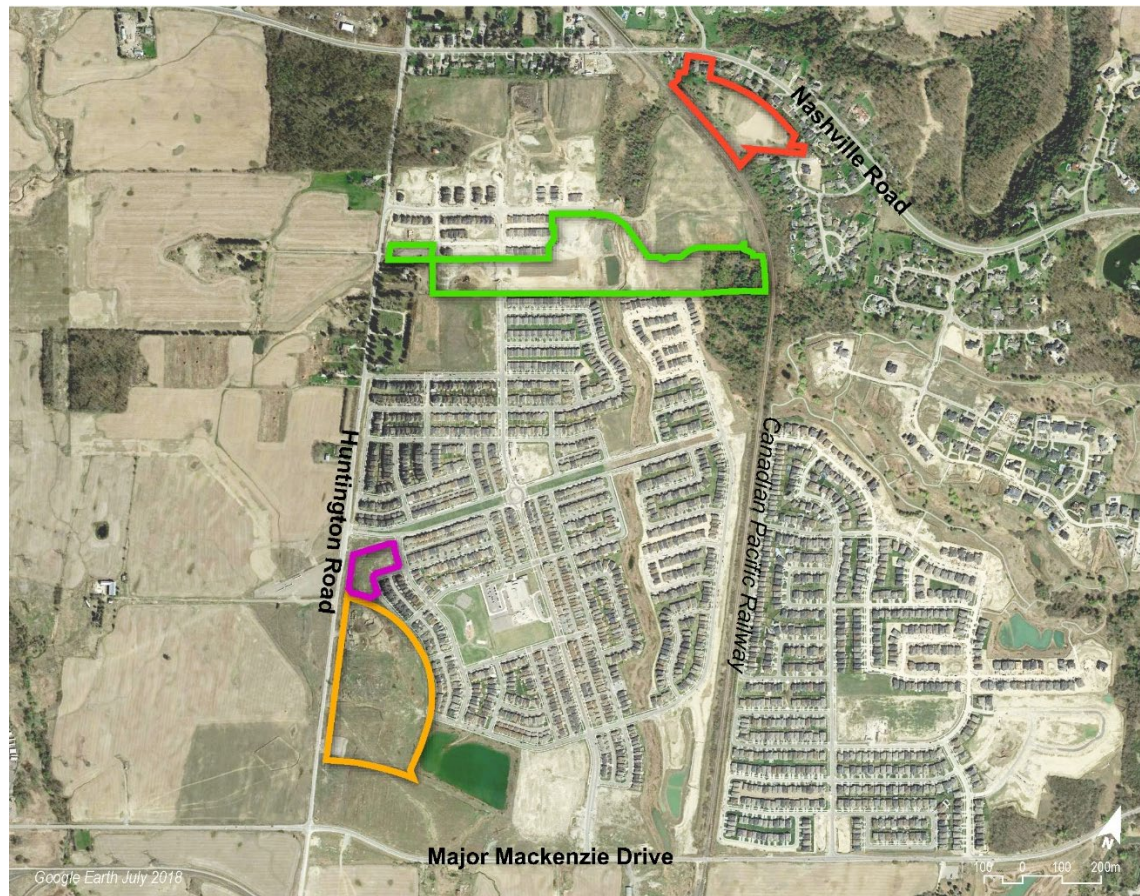 Nashville Road
Huntington Road
Canadian Pacific Railway
Major Mackenzie Drive
Google Earth July 2018
N
100 0 100 200m